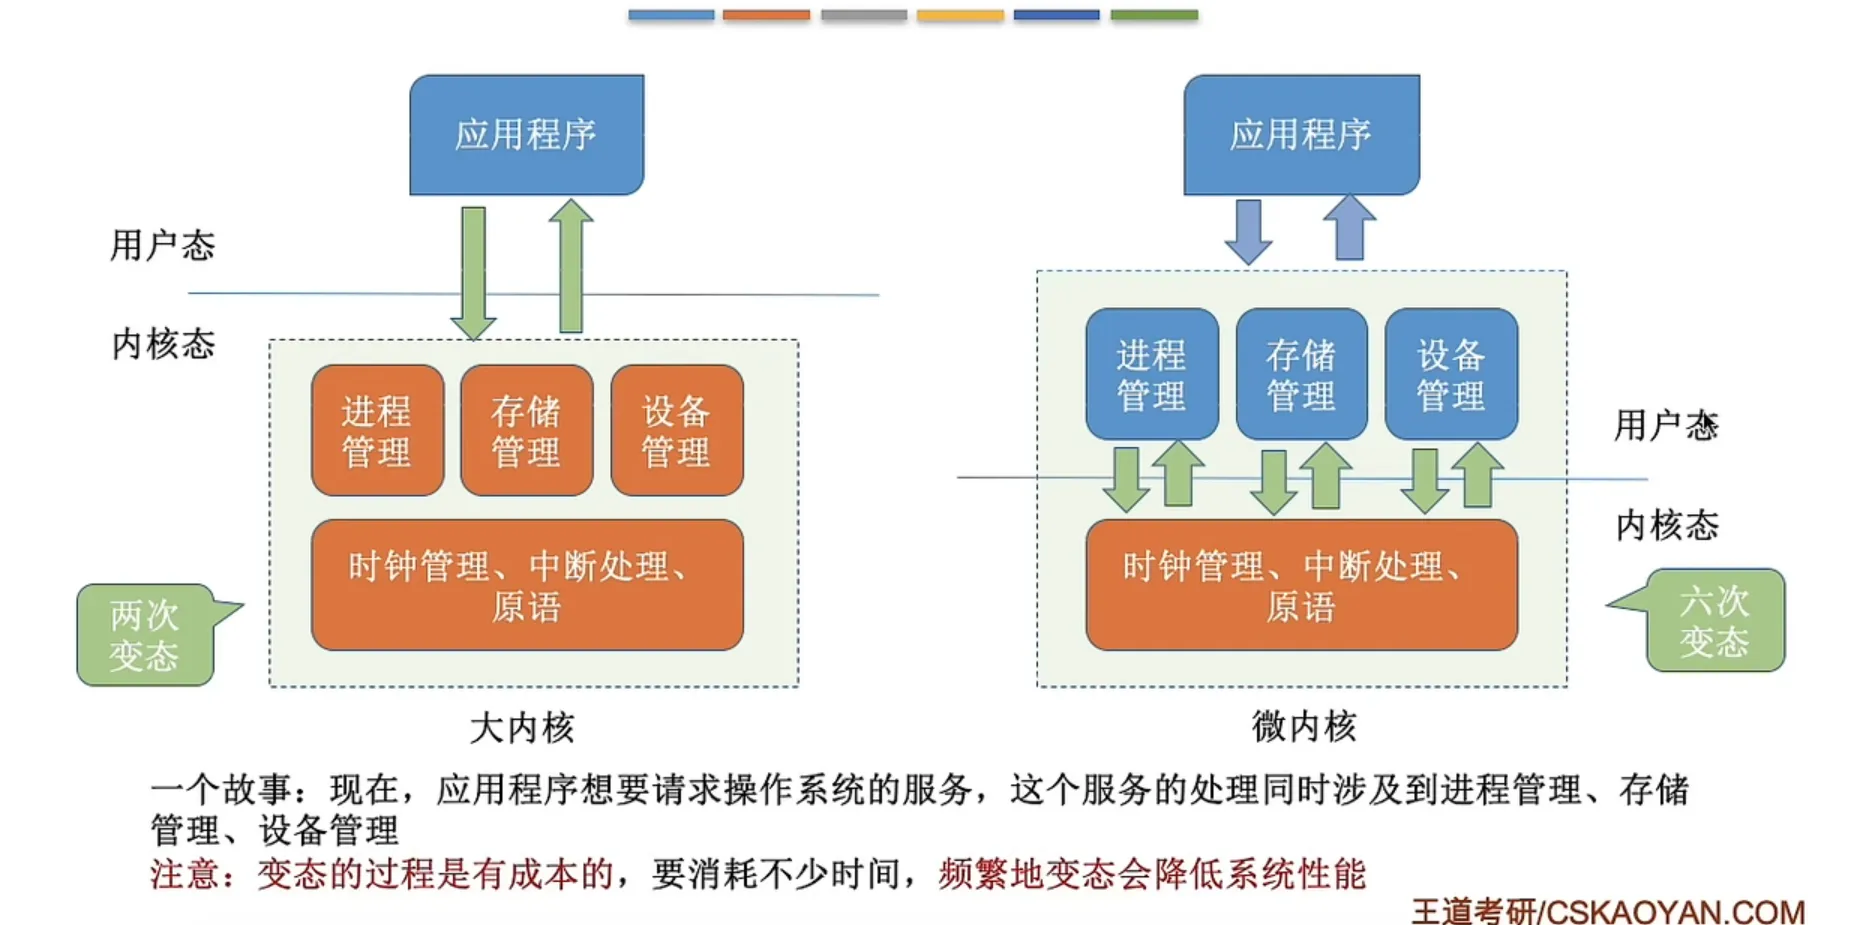 应用程序
用户态
内核态
进程
管理
存储
管理
设备
管理
时钟管理、中断处理、
原语
两次
变态
大内核
应用程序
进程
管理
存储
管理
设备
管理
用户态
内核态
时钟管理、中断处理、
原语
六次
变态
微内核
一个故事：现在，应用程序想要请求操作系统的服务，这个服务的处理同时涉及到进程管理、存储
管理、设备管理
注意：变态的过程是有成本的，要消耗不少时间，频繁地变态会降低系统性能
王道考研/CSKAOYAN.COM